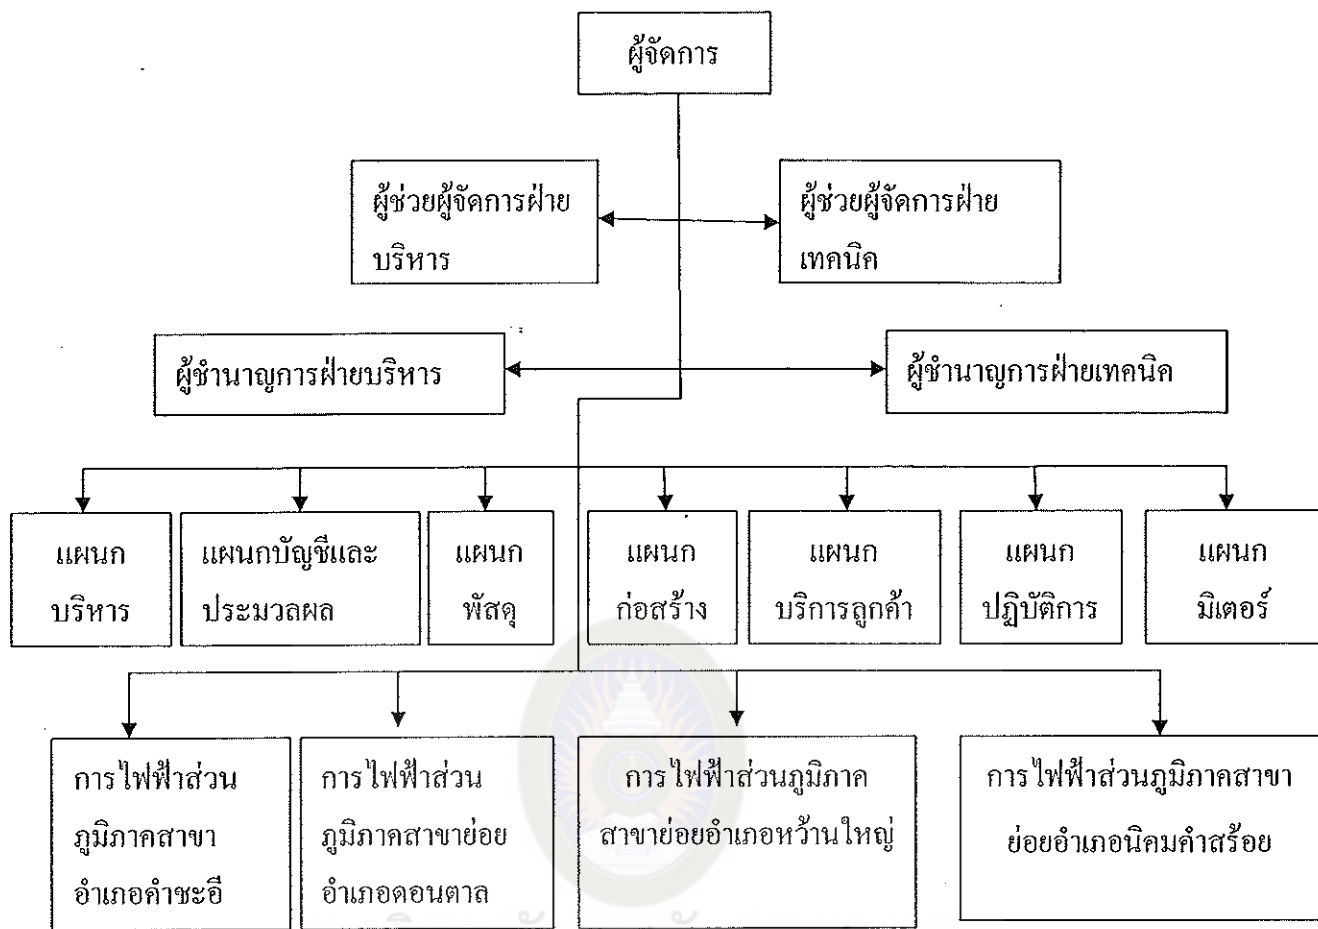 ผู้จัดการ
ผู้ช่วยผู้จัดการฝ่าย
บริหาร
ผู้ช่วยผู้จัดการฝ่าย
เทคนิค
ผู้ชำนาญการฝ่ายบริหาร
ผู้ชำนาญการฝ่ายเทคนิค
แผนก
บริหาร
แผนกบัญชีและ
ประมวลผล
แผนก
พัสดุ
แผนก
ก่อสร้าง
แผนก
บริการลูกค้า
แผนก
ปฏิบัติการ
แผนก
มิเตอร์
การไฟฟ้าส่วน
ภูมิภาคสาขา
อำเภอคำชะอี
การไฟฟ้าส่วน
ภูมิภาคสาขาย่อย
อำเภอดอนตาล
การไฟฟ้าส่วนภูมิภาค
สาขาย่อยอำเภอหว้านใหญ่
การไฟฟ้าส่วนภูมิภาคสาขา
ย่อยอำเภอนิคมคำสร้อย